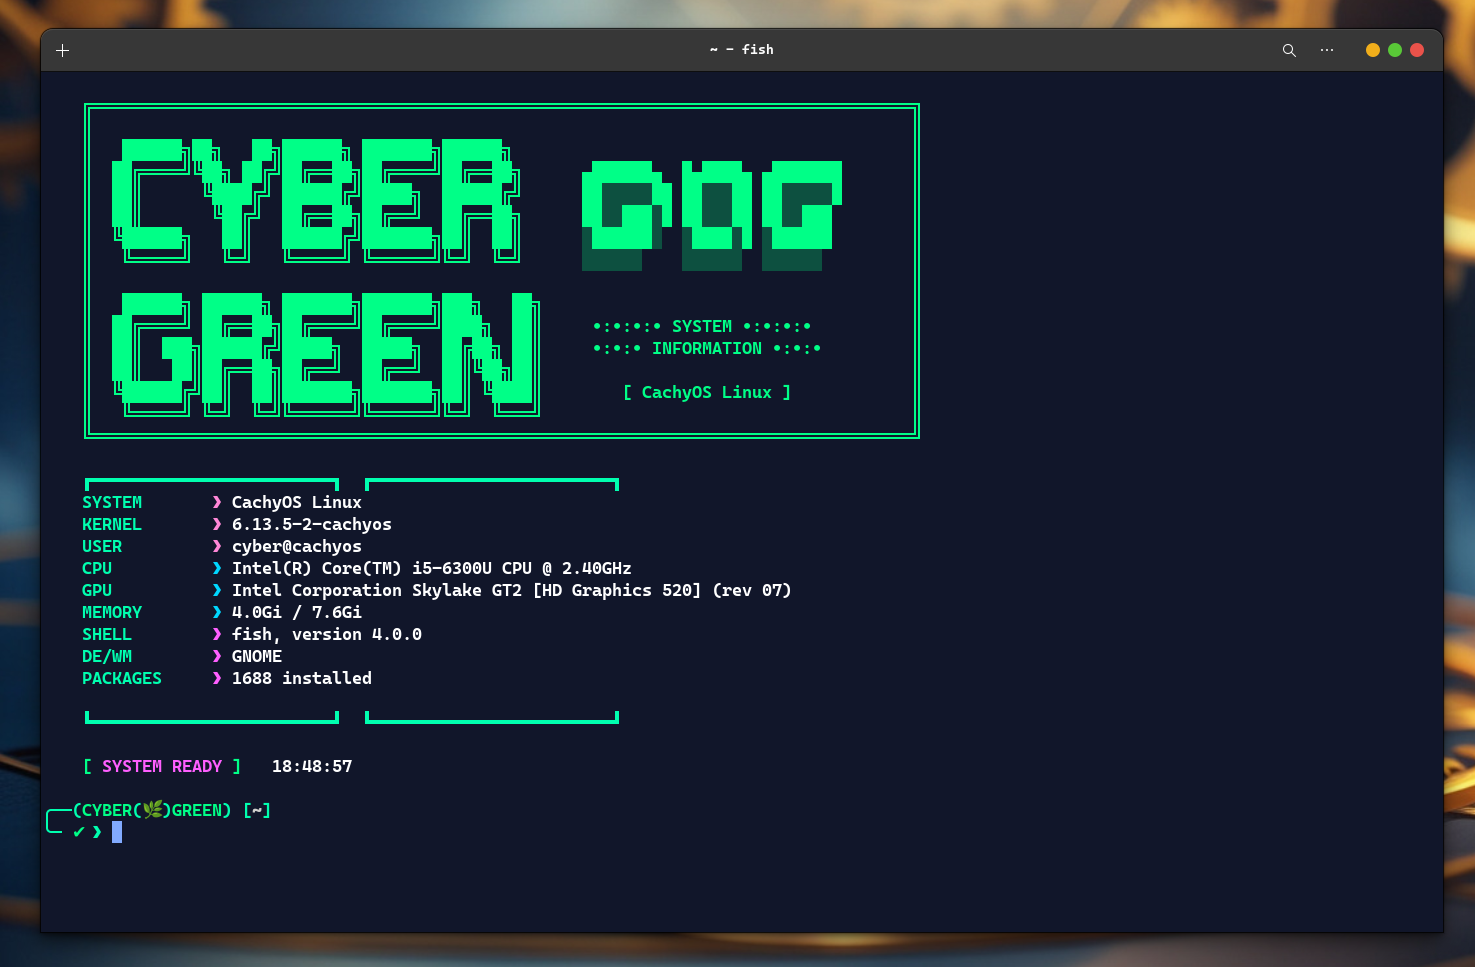 ~ - fish
CYBER
GREEN
•:•:•:• SYSTEM •:•:•:•
•:•:• INFORMATION •:•:•
[ CachyOS Linux ]
SYSTEM ❯ CachyOS Linux
KERNEL ❯ 6.13.5-2-cachyos
USER ❯ cyber@cachyos
CPU ❯ Intel(R) Core(TM) i5-6300U CPU @ 2.40GHz
GPU ❯ Intel Corporation Skylake GT2 [HD Graphics 520] (rev 07)
MEMORY ❯ 4.0Gi / 7.6Gi
SHELL ❯ fish, version 4.0.0
DE/WM ❯ GNOME
PACKAGES ❯ 1688 installed
[ SYSTEM READY ] 18:48:57
(CYBER(🌿)GREEN) [~]
✔ ❯